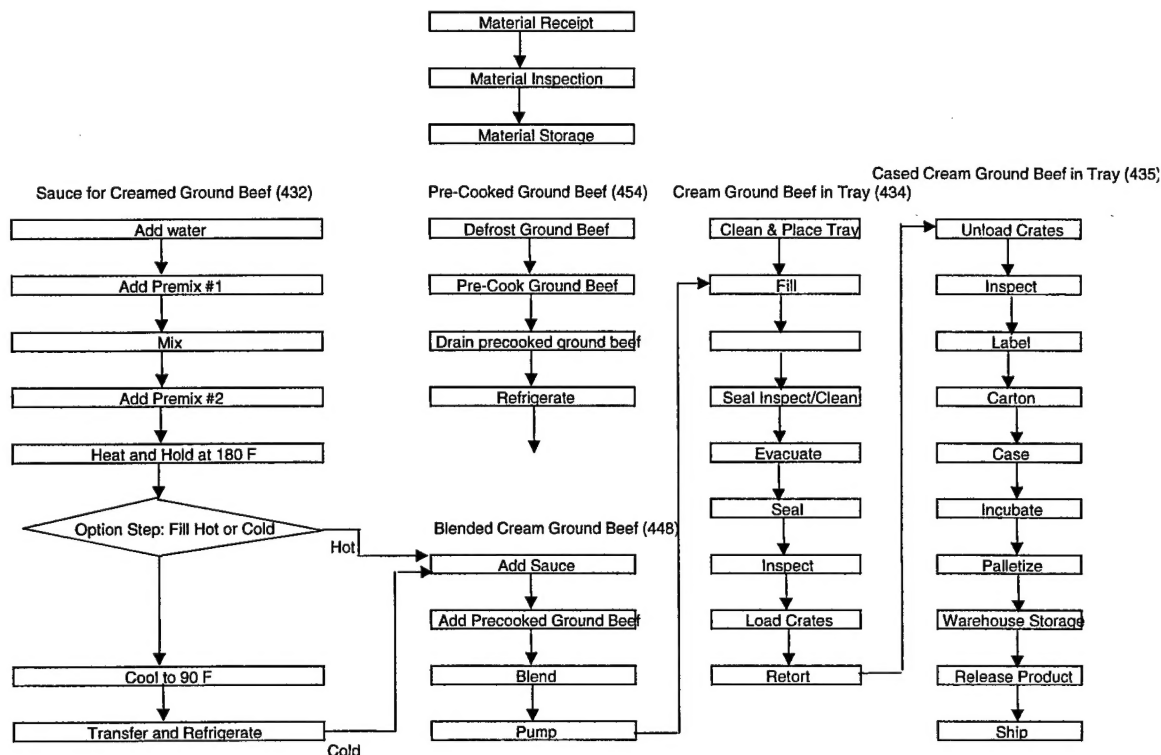 Material Receipt
Material Inspection
Material Storage
Sauce for Creamed Ground Beef (432)
Add water
Add Premix #1
Mix
Add Premix #2
Heat and Hold at 180 F
Option Step: Fill Hot or Cold
Hot
Cool to 90 F
Transfer and Refrigerate
Cold
Pre-Cooked Ground Beef (454)
Defrost Ground Beef
Pre-Cook Ground Beef
Drain precooked ground beef
Refrigerate
Blended Cream Ground Beef (448)
Add Sauce
Add Precooked Ground Beef
Blend
Pump
Cream Ground Beef in Tray (434)
Clean & Place Tray
Fill
Seal Inspect/Clean
Evacuate
Seal
Inspect
Load Crates
Retort
Cased Cream Ground Beef in Tray (435)
Unload Crates
Inspect
Label
Carton
Case
Incubate
Palletize
Warehouse Storage
Release Product
Ship